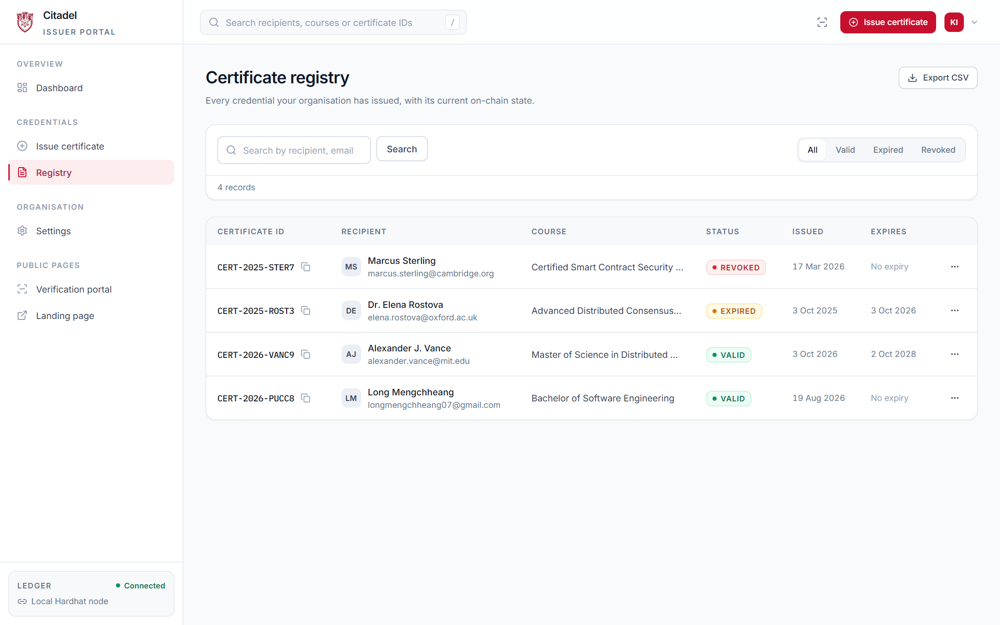 Citadel
ISSUER PORTAL
Search recipients, courses or certificate IDs
/
Issue certificate
KI
OVERVIEW
Dashboard
CREDENTIALS
Issue certificate
Registry
ORGANISATION
Settings
PUBLIC PAGES
Verification portal
Landing page
LEDGER
Connected
Local Hardhat node
Certificate registry
Export CSV
Every credential your organisation has issued, with its current on-chain state.
Search by recipient, email
Search
All Valid Expired Revoked
4 records
CERTIFICATE ID RECIPIENT COURSE STATUS ISSUED EXPIRES
CERT-2025-STER7 MS Marcus Sterling Certified Smart Contract Security ... REVOKED 17 Mar 2026 No expiry
marcus.sterling@cambridge.org
CERT-2025-ROST3 DE Dr. Elena Rostova Advanced Distributed Consensus... EXPIRED 3 Oct 2025 3 Oct 2026
elena.rostova@oxford.ac.uk
CERT-2026-VANC9 AJ Alexander J. Vance Master of Science in Distributed ... VALID 3 Oct 2026 2 Oct 2028
alexander.vance@mit.edu
CERT-2026-PUCC8 LM Long Mengchheang Bachelor of Software Engineering VALID 19 Aug 2026 No expiry
longmengchheang07@gmail.com